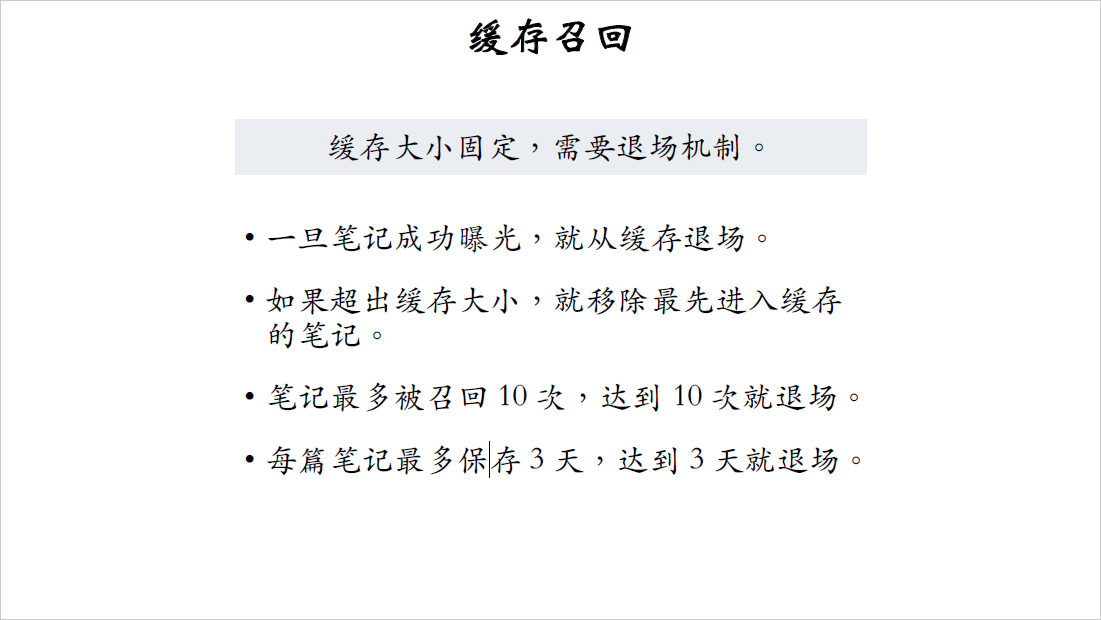 缓存召回
缓存大小固定，需要退场机制。
• 一旦笔记成功曝光，就从缓存退场。
• 如果超出缓存大小，就移除最先进入缓存
的笔记。
• 笔记最多被召回 10 次，达到 10 次就退场。
• 每篇笔记最多保存 3 天，达到 3 天就退场。